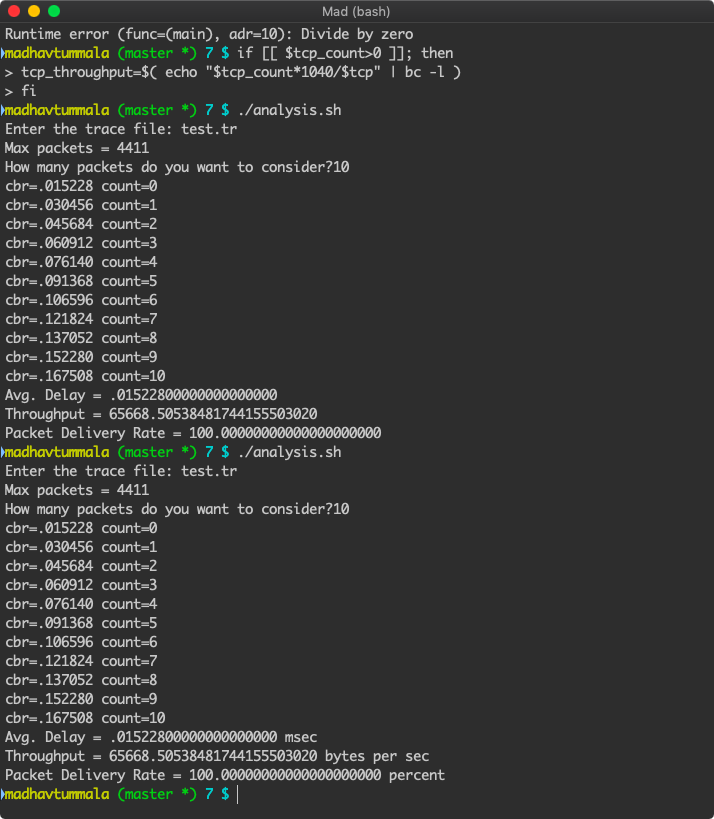 Mad (bash)
Runtime error (func=(main), adr=10): Divide by zero
madhavtummala (master *) 7 $ if [[ $tcp_count>0 ]]; then
> tcp_throughput=$( echo "$tcp_count*1040/$tcp" | bc -l )
> fi
madhavtummala (master *) 7 $ ./analysis.sh
Enter the trace file: test.tr
Max packets = 4411
How many packets do you want to consider?10
cbr=.015228 count=0
cbr=.030456 count=1
cbr=.045684 count=2
cbr=.060912 count=3
cbr=.076140 count=4
cbr=.091368 count=5
cbr=.106596 count=6
cbr=.121824 count=7
cbr=.137052 count=8
cbr=.152280 count=9
cbr=.167508 count=10
Avg. Delay = .01522800000000000000
Throughput = 65668.50538481744155503020
Packet Delivery Rate = 100.00000000000000000000
madhavtummala (master *) 7 $ ./analysis.sh
Enter the trace file: test.tr
Max packets = 4411
How many packets do you want to consider?10
cbr=.015228 count=0
cbr=.030456 count=1
cbr=.045684 count=2
cbr=.060912 count=3
cbr=.076140 count=4
cbr=.091368 count=5
cbr=.106596 count=6
cbr=.121824 count=7
cbr=.137052 count=8
cbr=.152280 count=9
cbr=.167508 count=10
Avg. Delay = .01522800000000000000 msec
Throughput = 65668.50538481744155503020 bytes per sec
Packet Delivery Rate = 100.00000000000000000000 percent
madhavtummala (master *) 7 $